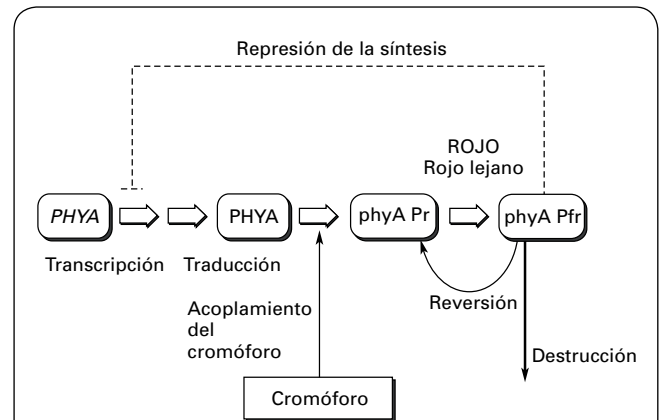 Represión de la síntesis
ROJO
Rojo lejano
PHYA
PHYA
phyA Pr
phyA Pfr
Transcripción
Traducción
Acoplamiento
del
cromóforo
Reversión
Destrucción
Cromóforo